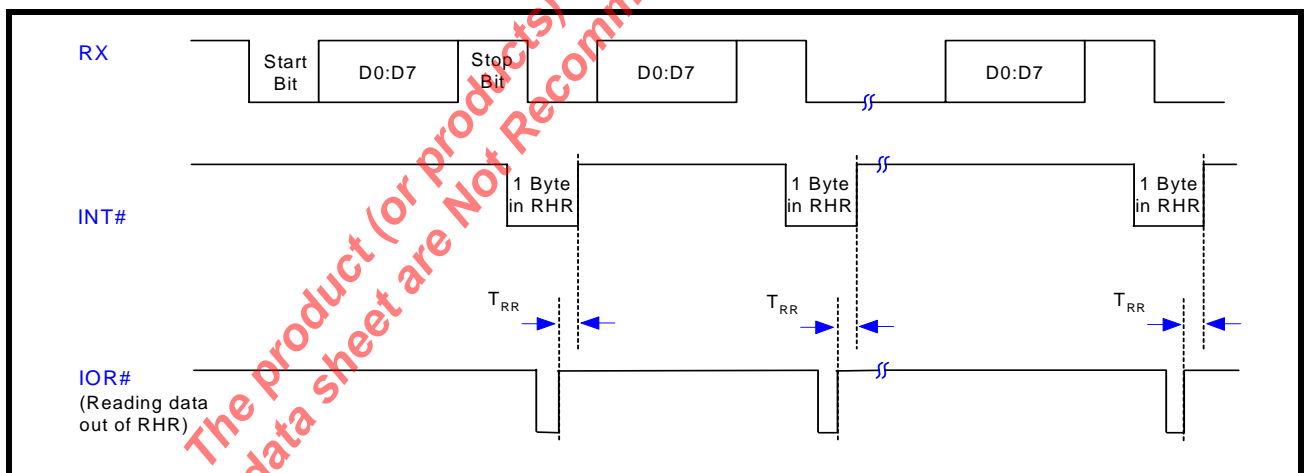 RX
Start
Bit
D0:D7
Stop
Bit
D0:D7
D0:D7
INT#
1 Byte
in RHR
1 Byte
in RHR
1 Byte
in RHR
TRR
TRR
TRR
IOR#
(Reading data
out of RHR)
The product (or products)
data sheet are Not Recomm